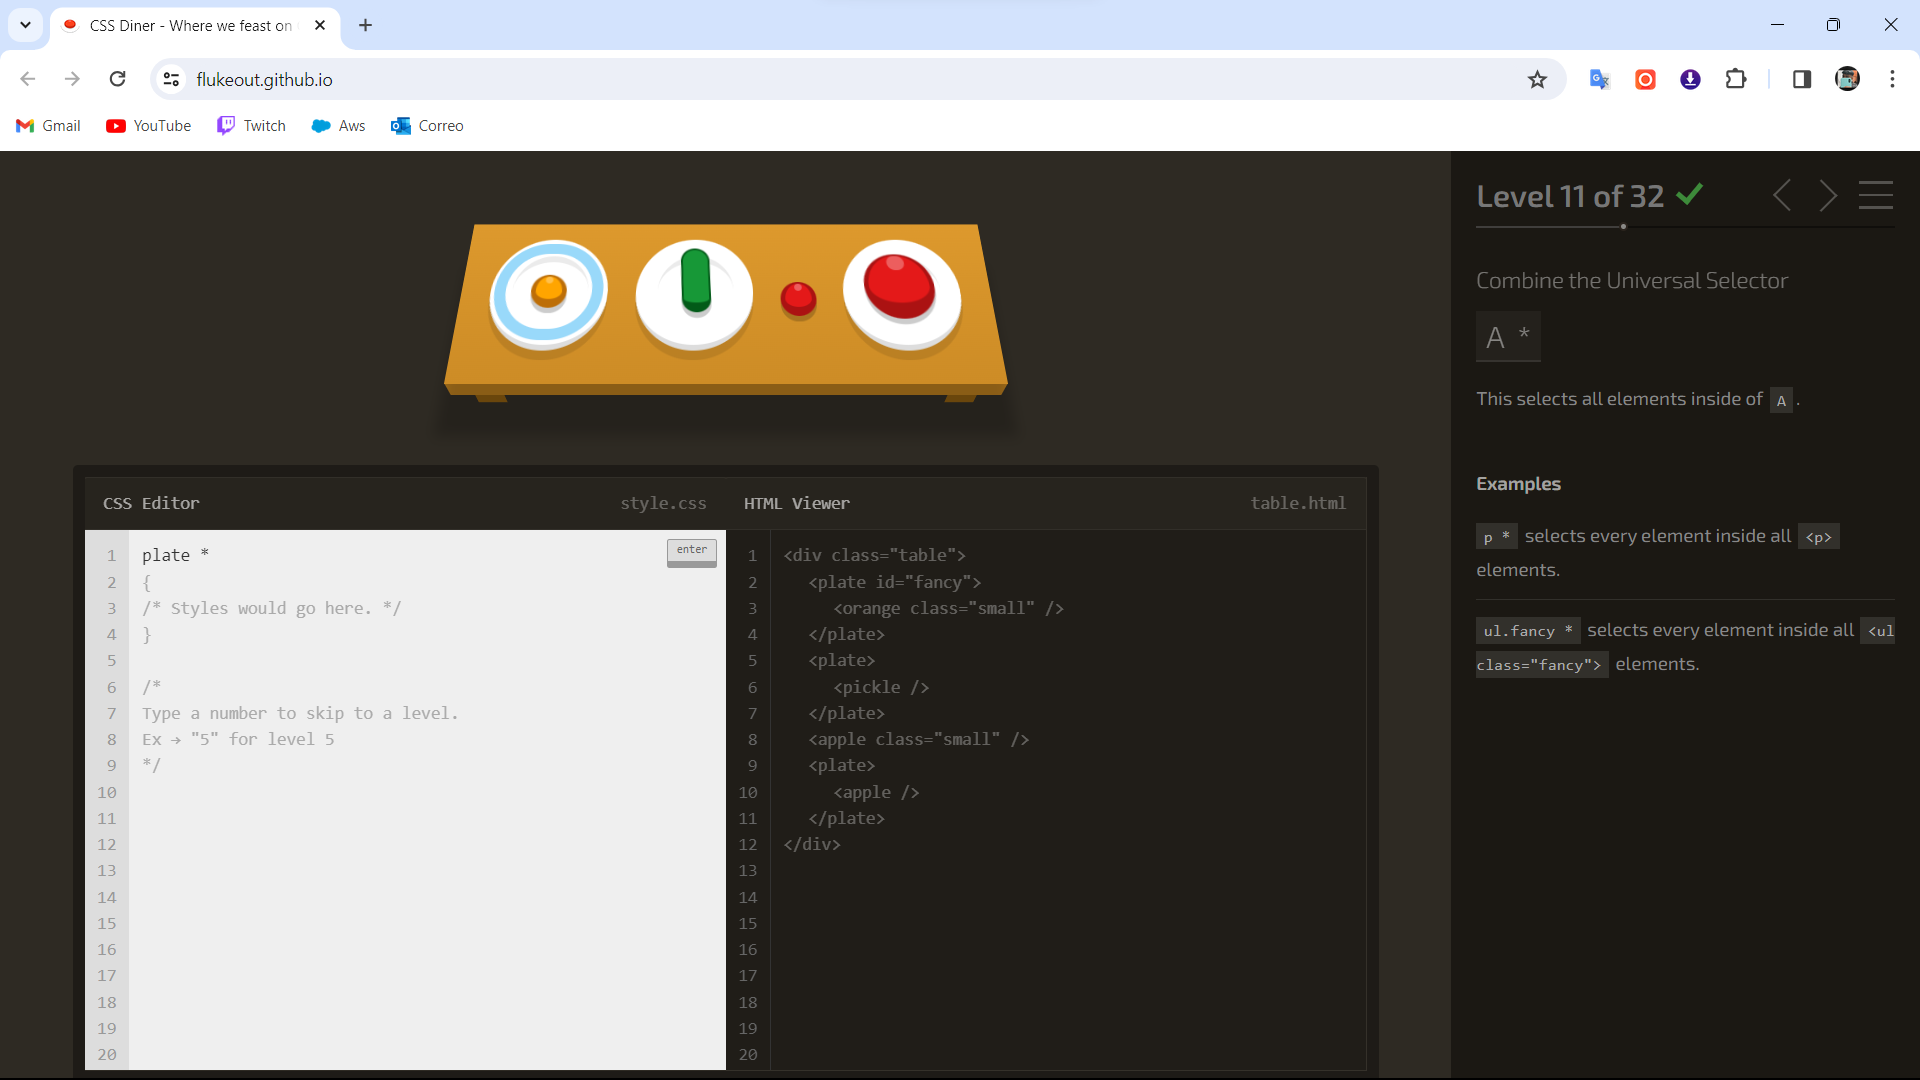 CSS Diner - Where we feast on
flukeout.github.io
Gmail YouTube Twitch Aws Correo
Level 11 of 32
Combine the Universal Selector
A *
This selects all elements inside of A .
Examples
p * selects every element inside all <p>
elements.
ul.fancy * selects every element inside all <ul
class="fancy"> elements.
CSS Editor style.css
enter
1 plate *
2 {
3 /* Styles would go here. */
4 }
5
6 /*
7 Type a number to skip to a level.
8 Ex → "5" for level 5
9 */
10
11
12
13
14
15
16
17
18
19
20
HTML Viewer table.html
1 <div class="table">
2 <plate id="fancy">
3 <orange class="small" />
4 </plate>
5 <plate>
6 <pickle />
7 </plate>
8 <apple class="small" />
9 <plate>
10 <apple />
11 </plate>
12 </div>
13
14
15
16
17
18
19
20